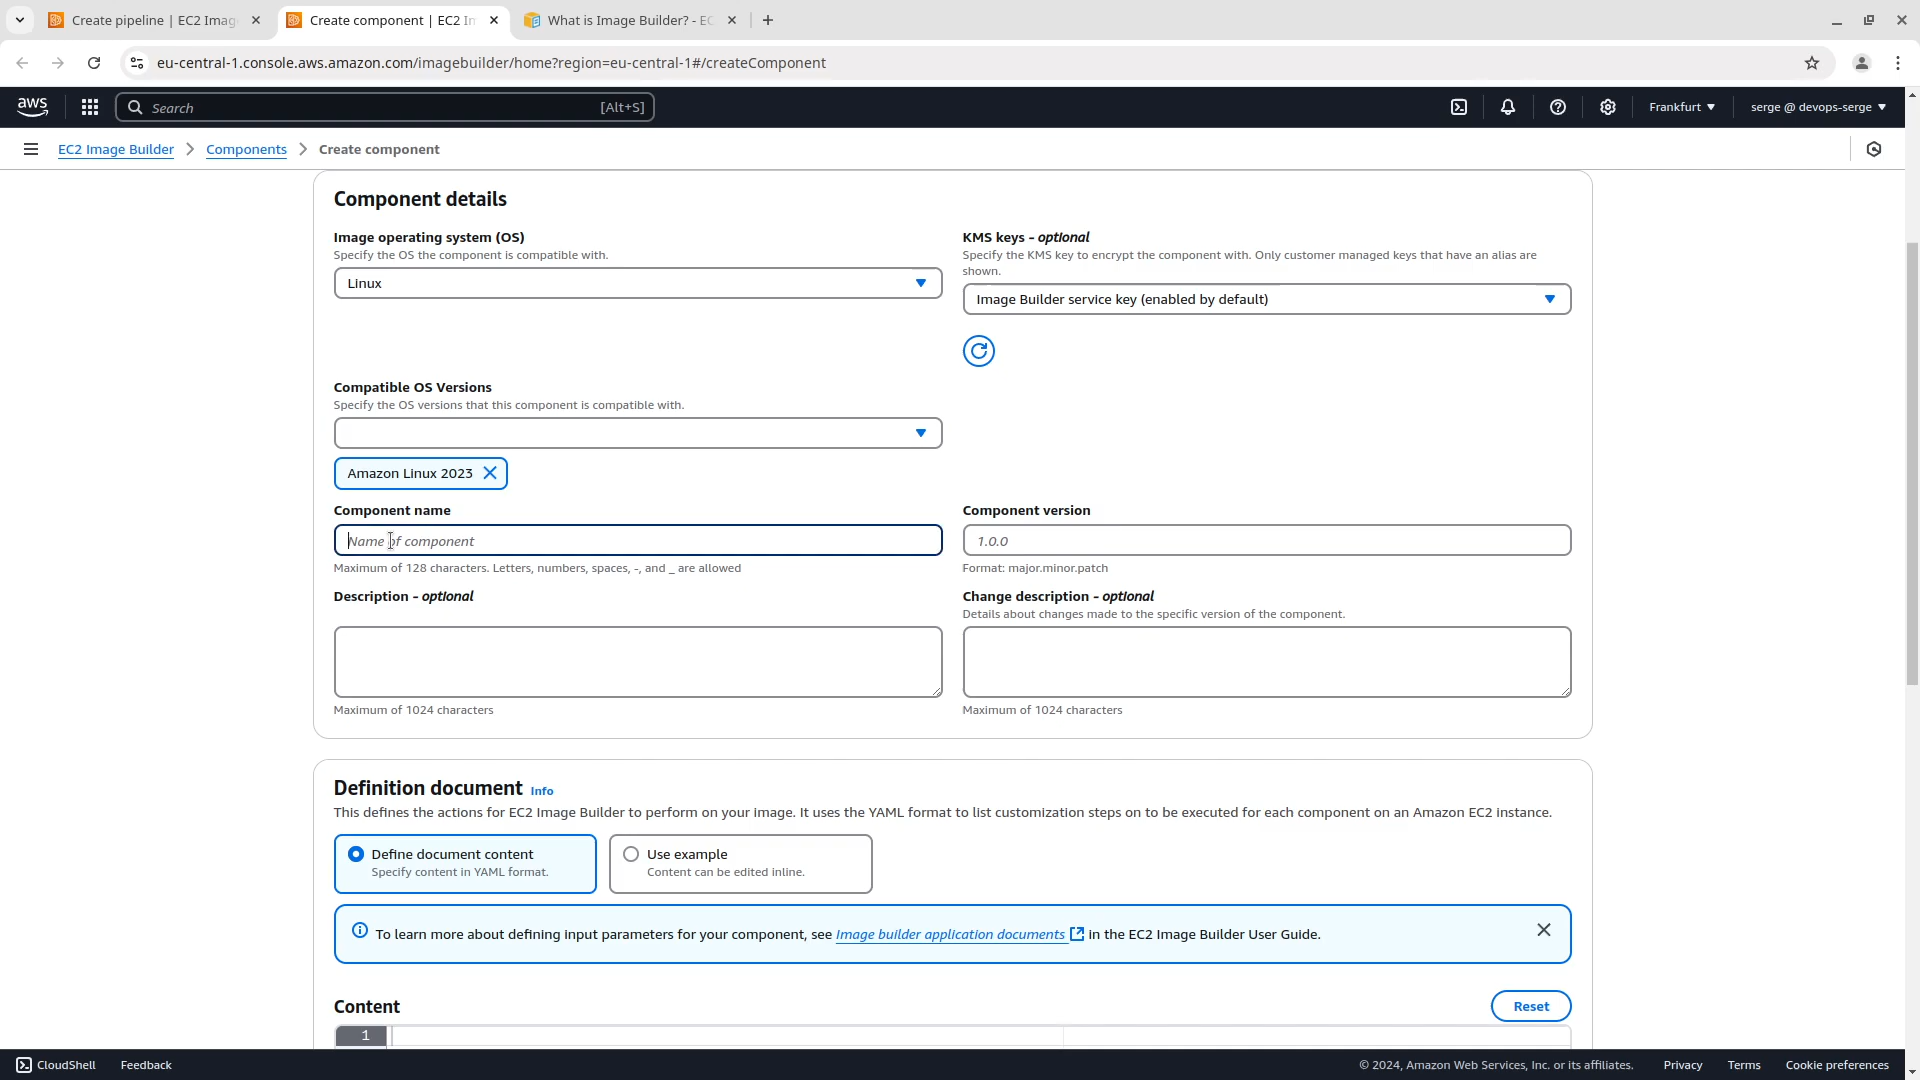 Create pipeline | EC2 Imag
Create component | EC2 In
What is Image Builder? - EC
eu-central-1.console.aws.amazon.com/imagebuilder/home?region=eu-central-1#/createComponent
aws
Search
[Alt+S]
Frankfurt
serge @ devops-serge
EC2 Image Builder
Components
Create component
Component details
Image operating system (OS)
Specify the OS the component is compatible with.
Linux
KMS keys - optional
Specify the KMS key to encrypt the component with. Only customer managed keys that have an alias are
shown.
Image Builder service key (enabled by default)
Compatible OS Versions
Specify the OS versions that this component is compatible with.
Amazon Linux 2023
Component name
Name of component
Maximum of 128 characters. Letters, numbers, spaces, -, and _ are allowed
Component version
1.0.0
Format: major.minor.patch
Description - optional
Maximum of 1024 characters
Change description - optional
Details about changes made to the specific version of the component.
Maximum of 1024 characters
Definition document
Info
This defines the actions for EC2 Image Builder to perform on your image. It uses the YAML format to list customization steps on to be executed for each component on an Amazon EC2 instance.
Define document content
Specify content in YAML format.
Use example
Content can be edited inline.
To learn more about defining input parameters for your component, see Image builder application documents in the EC2 Image Builder User Guide.
Content
Reset
1
CloudShell
Feedback
© 2024, Amazon Web Services, Inc. or its affiliates.
Privacy
Terms
Cookie preferences